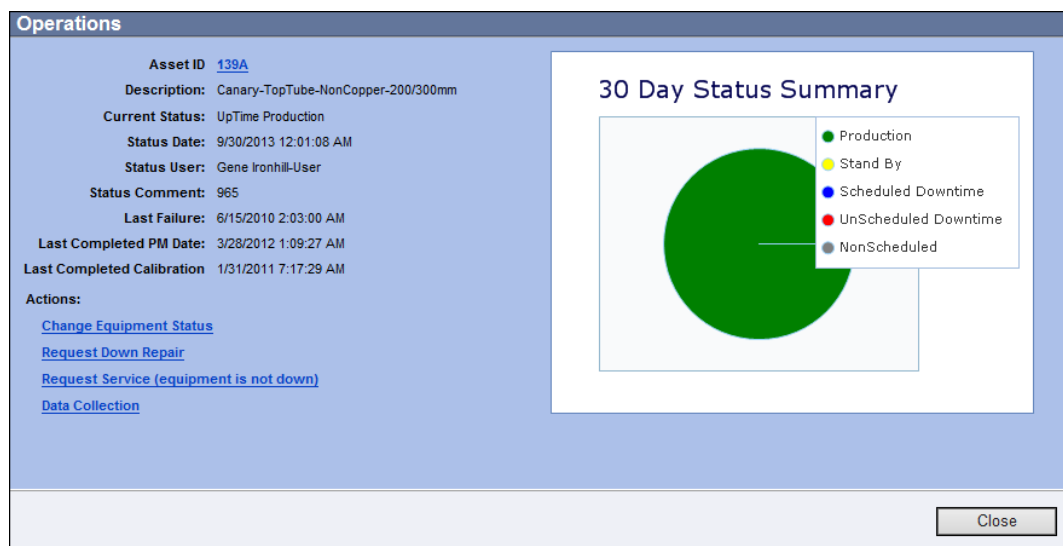 Operations
Asset ID 139A
Description: Canary-TopTube-NonCopper-200/300mm
Current Status: UpTime Production
Status Date: 9/30/2013 12:01:08 AM
Status User: Gene Ironhill-User
Status Comment: 965
Last Failure: 6/15/2010 2:03:00 AM
Last Completed PM Date: 3/28/2012 1:09:27 AM
Last Completed Calibration 1/31/2011 7:17:29 AM
Actions:
Change Equipment Status
Request Down Repair
Request Service (equipment is not down)
Data Collection
30 Day Status Summary
Production
Stand By
Scheduled Downtime
UnScheduled Downtime
NonScheduled
Close